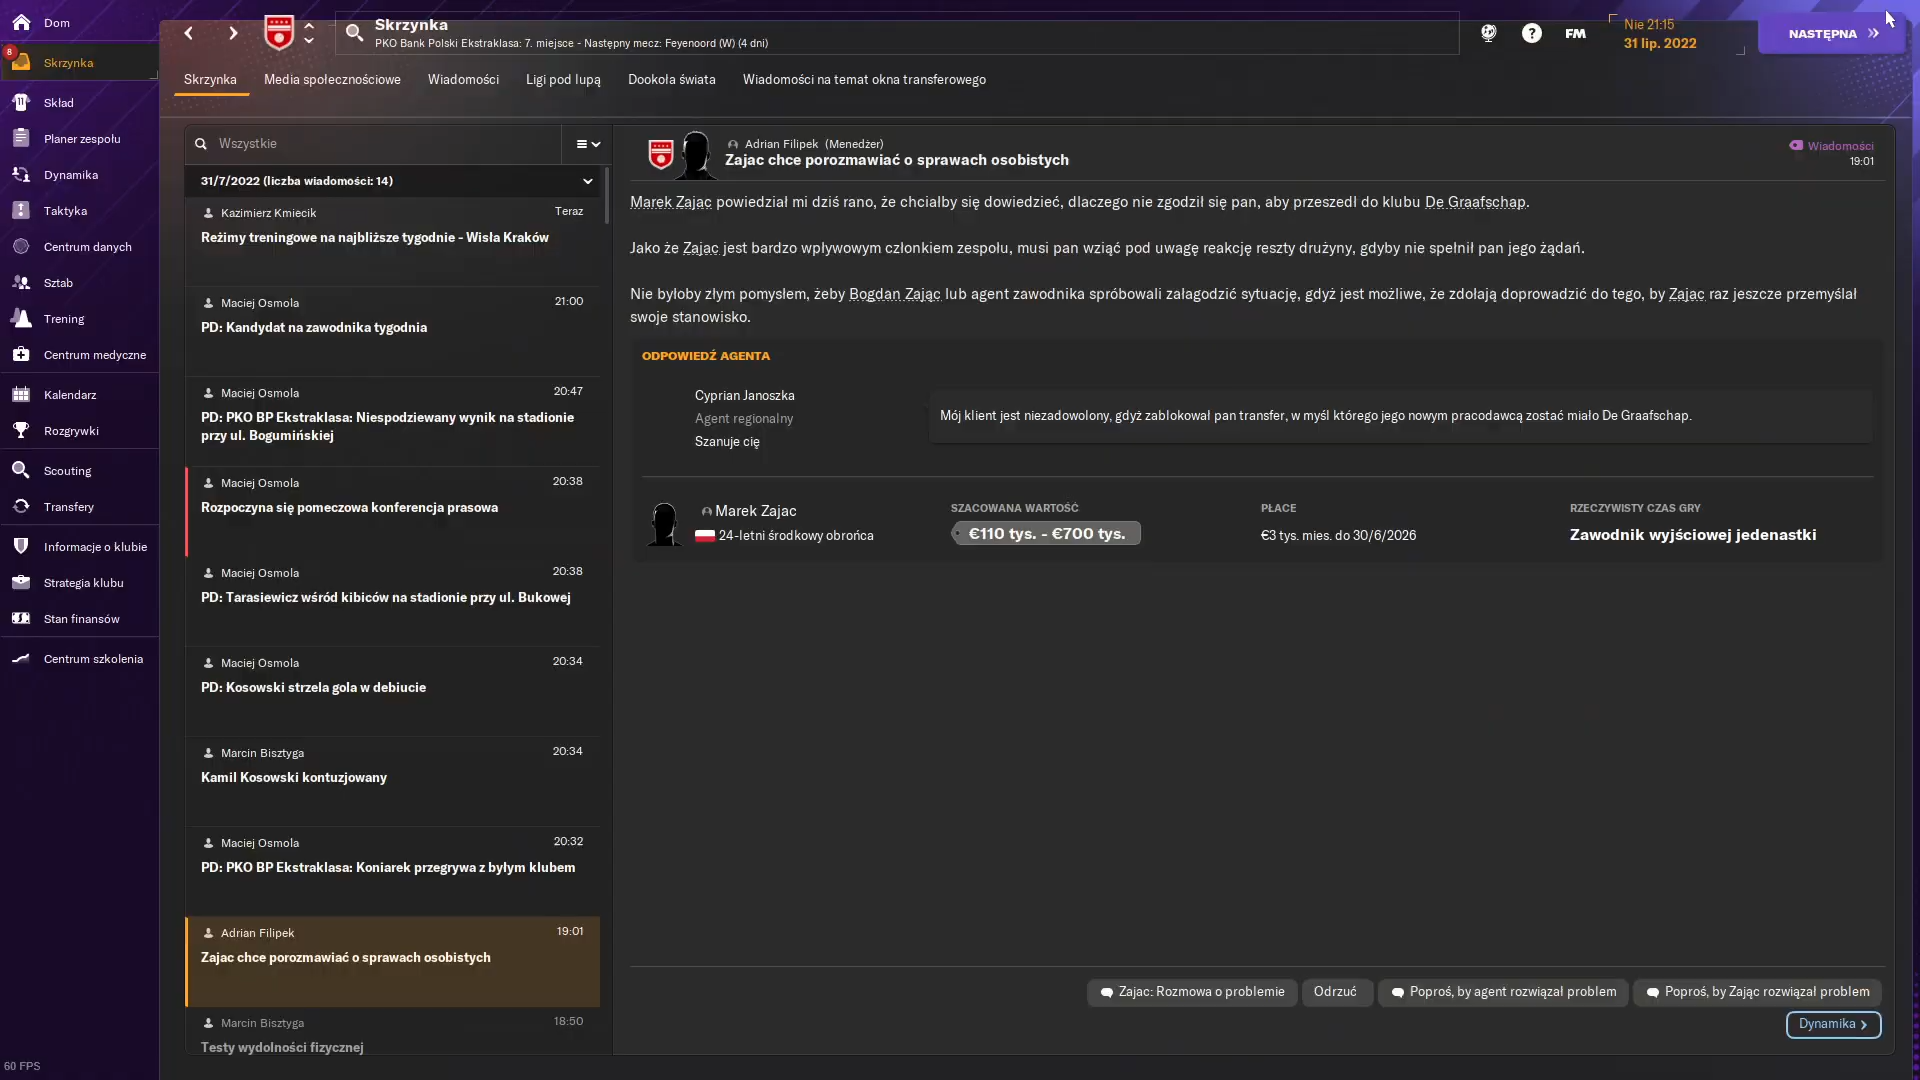 Dom
8
Skrzynka
Skład
Planer zespołu
Dynamika
Taktyka
Centrum danych
Sztab
Trening
Centrum medyczne
Kalendarz
Rozgrywki
Scouting
Transfery
Informacje o klubie
Strategia klubu
Stan finansów
Centrum szkolenia
60 FPS
Skrzynka
PKO Bank Polski Ekstraklasa: 7. miejsce - Następny mecz: Feyenoord (W) (4 dni)
FM
Nie 21:15
31 lip. 2022
NASTĘPNA
Skrzynka Media społecznościowe Wiadomości Ligi pod lupą Dookoła świata Wiadomości na temat okna transferowego
Wszystkie
31/7/2022 (liczba wiadomości: 14)
Kazimierz Kmiecik Teraz
Reżimy treningowe na najbliższe tygodnie - Wisła Kraków
Maciej Osmola 21:00
PD: Kandydat na zawodnika tygodnia
Maciej Osmola 20:47
PD: PKO BP Ekstraklasa: Niespodziewany wynik na stadionie
przy ul. Bogumińskiej
Maciej Osmola 20:38
Rozpoczyna się pomeczowa konferencja prasowa
Maciej Osmola 20:38
PD: Tarasiewicz wśród kibiców na stadionie przy ul. Bukowej
Maciej Osmola 20:34
PD: Kosowski strzela gola w debiucie
Marcin Bisztyga 20:34
Kamil Kosowski kontuzjowany
Maciej Osmola 20:32
PD: PKO BP Ekstraklasa: Koniarek przegrywa z byłym klubem
Adrian Filipek 19:01
Zajac chce porozmawiać o sprawach osobistych
Marcin Bisztyga 18:50
Testy wydolności fizycznej
Adrian Filipek (Menedżer)
Zajac chce porozmawiać o sprawach osobistych
Wiadomości
19:01
Marek Zajac powiedział mi dziś rano, że chciałby się dowiedzieć, dlaczego nie zgodził się pan, aby przeszedł do klubu De Graafschap.
Jako że Zajac jest bardzo wpływowym członkiem zespołu, musi pan wziąć pod uwagę reakcję reszty drużyny, gdyby nie spełnił pan jego żądań.
Nie byłoby złym pomysłem, żeby Bogdan Zając lub agent zawodnika spróbowali załagodzić sytuację, gdyż jest możliwe, że zdołają doprowadzić do tego, by Zajac raz jeszcze przemyślał
swoje stanowisko.
ODPOWIEDŹ AGENTA
Cyprian Janoszka
Agent regionalny
Szanuje cię
Mój klient jest niezadowolony, gdyż zablokował pan transfer, w myśl którego jego nowym pracodawcą zostać miało De Graafschap.
Marek Zajac
24-letni środkowy obrońca
SZACOWANA WARTOŚĆ
€110 tys. - €700 tys.
PŁACE
€3 tys. mies. do 30/6/2026
RZECZYWISTY CZAS GRY
Zawodnik wyjściowej jedenastki
Zajac: Rozmowa o problemie Odrzuć Poproś, by agent rozwiązał problem Poproś, by Zając rozwiązał problem
Dynamika